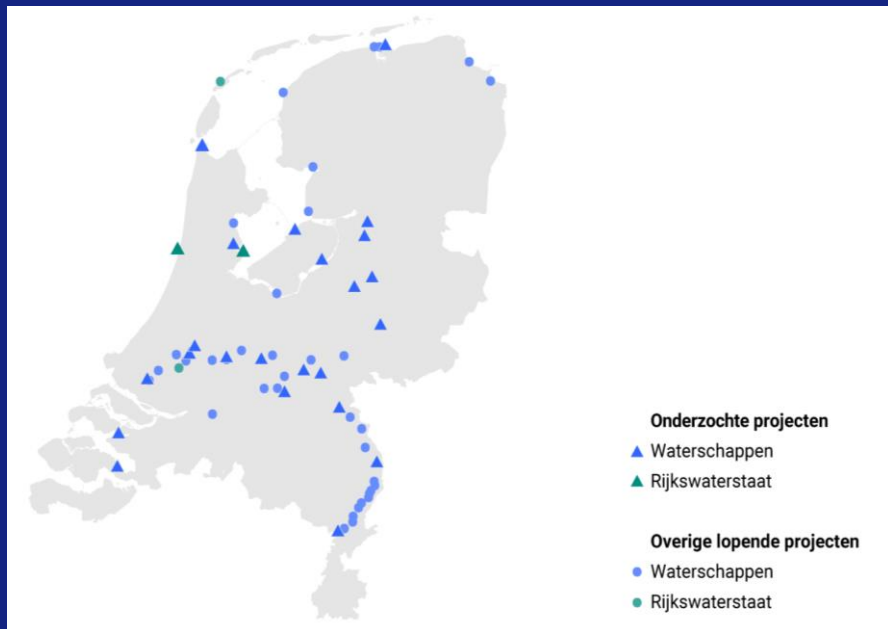 Onderzochte projecten
Waterschappen
Rijkswaterstaat
Overige lopende projecten
Waterschappen
Rijkswaterstaat